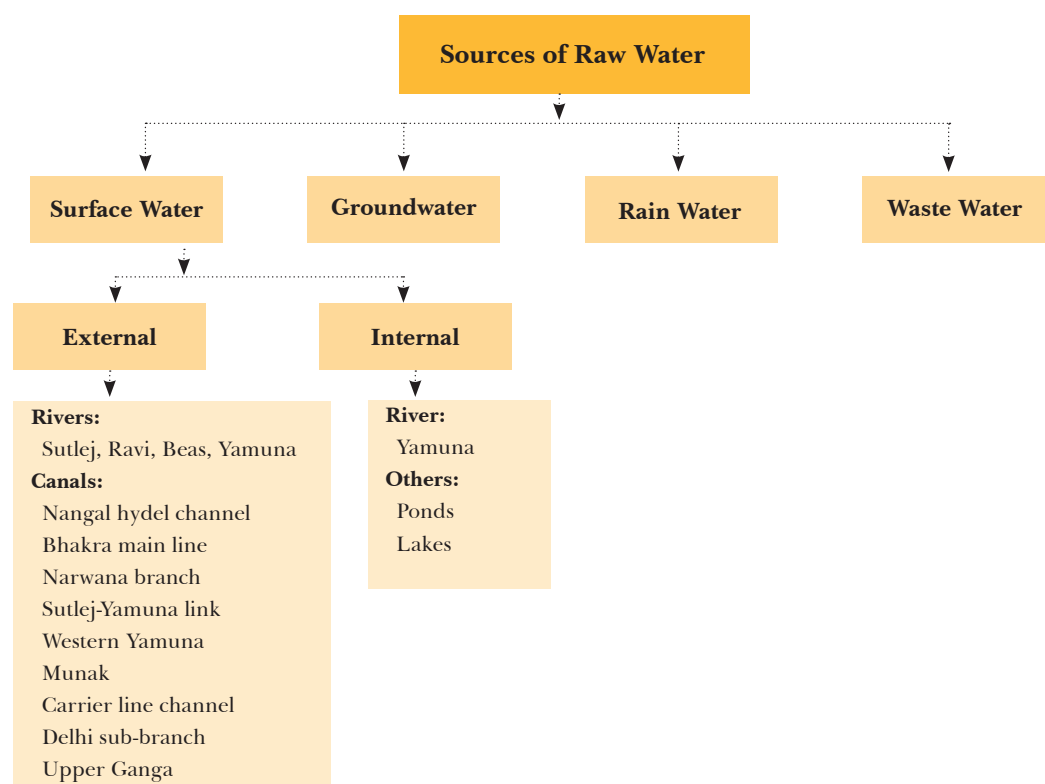 Sources of Raw Water
Surface Water
Groundwater
Rain Water
Waste Water
External
Internal
Rivers:
Sutlej, Ravi, Beas, Yamuna
Canals:
Nangal hydel channel
Bhakra main line
Narwana branch
Sutlej-Yamuna link
Western Yamuna
Munak
Carrier line channel
Delhi sub-branch
Upper Ganga
River:
Yamuna
Others:
Ponds
Lakes